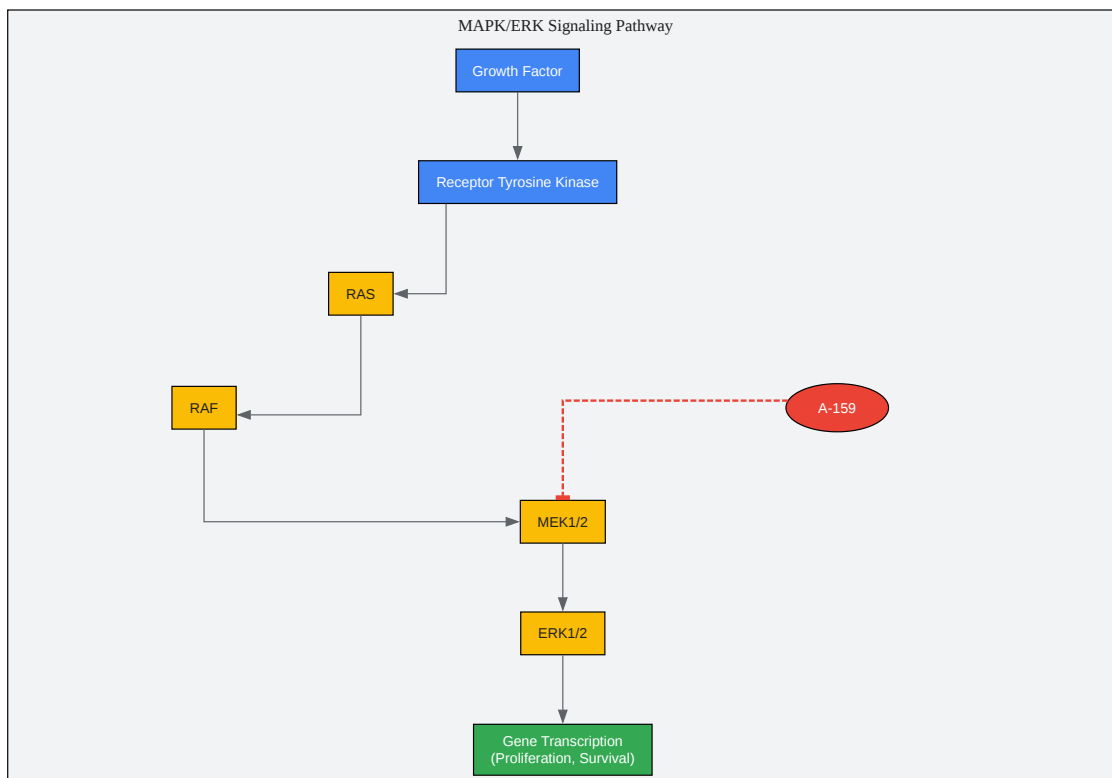 MAPK/ERK Signaling Pathway
Growth Factor
Receptor Tyrosine Kinase
RAS
RAF
A-159
MEK1/2
ERK1/2
Gene Transcription
(Proliferation, Survival)